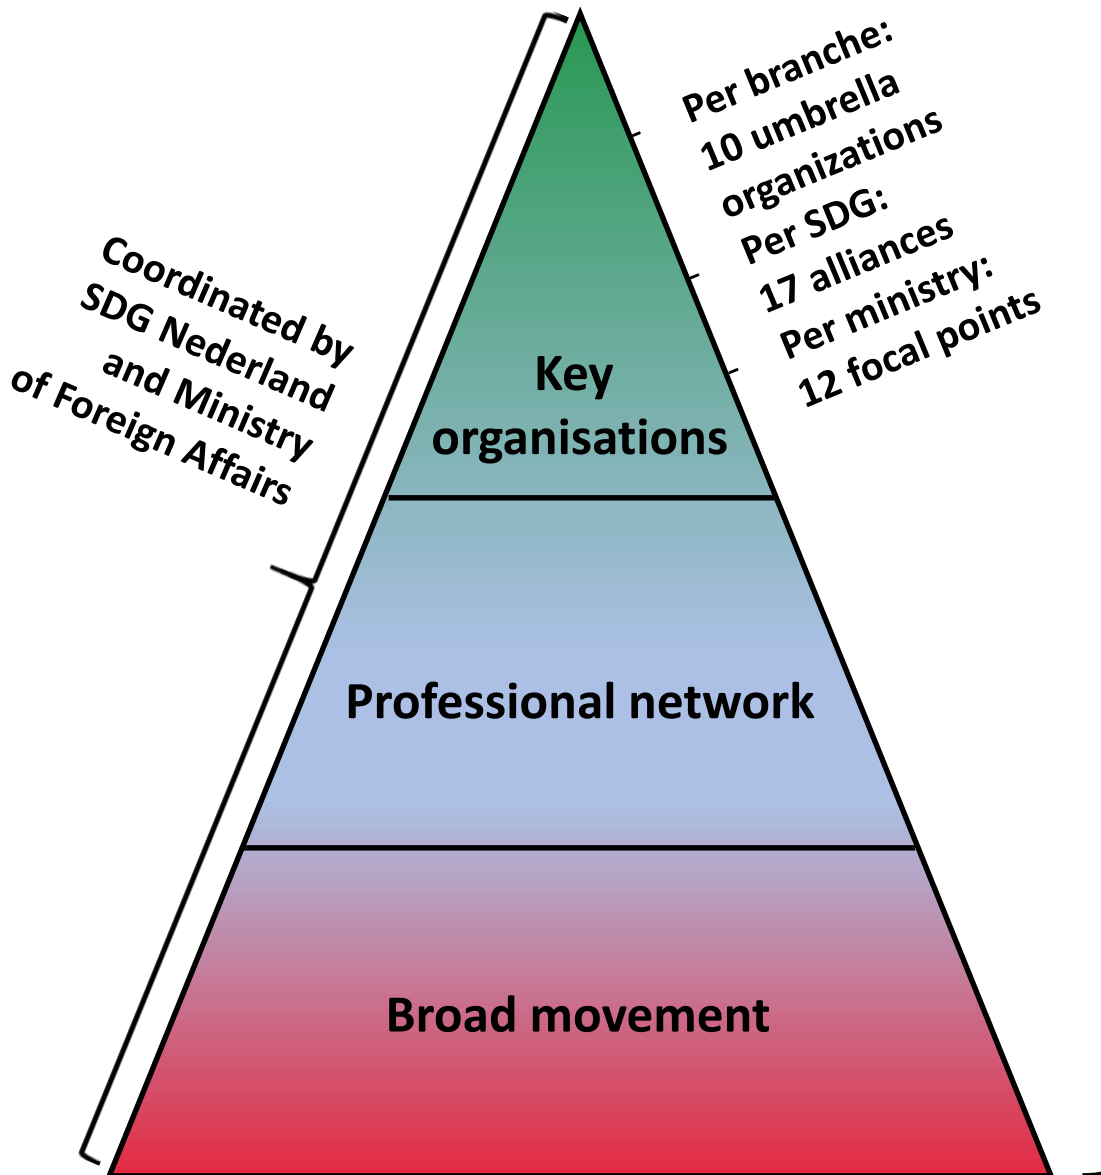 Coordinated by
SDG Nederland
and Ministry
of Foreign Affairs
Per branche:
10 umbrella
organizations
Per SDG:
17 alliances
Per ministry:
12 focal points
Key
organisations
Professional network
Broad movement